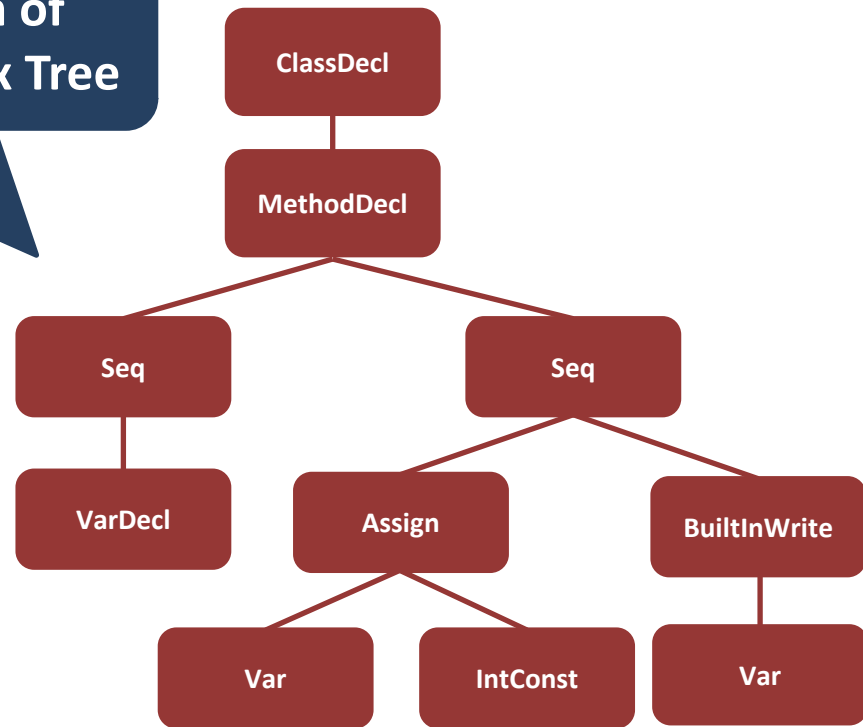 of
Tree
ClassDecl
MethodDecl
Seq
Seq
VarDecl
Assign
BuiltInWrite
Var
IntConst
Var